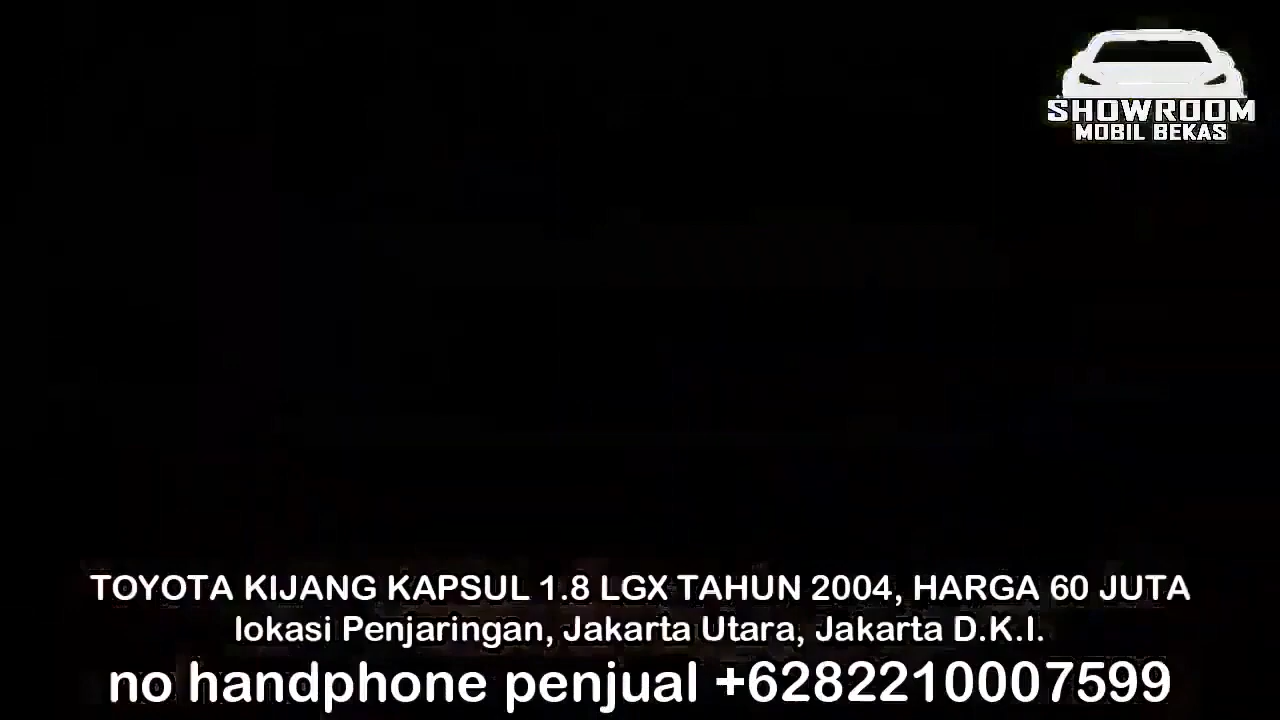 SHOWROOM
MOBIL BEKAS
TOYOTA KIJANG KAPSUL 1.8 LGX TAHUN 2004, HARGA 60 JUTA
lokasi Penjaringan, Jakarta Utara, Jakarta D.K.I.
no handphone penjual +6282210007599